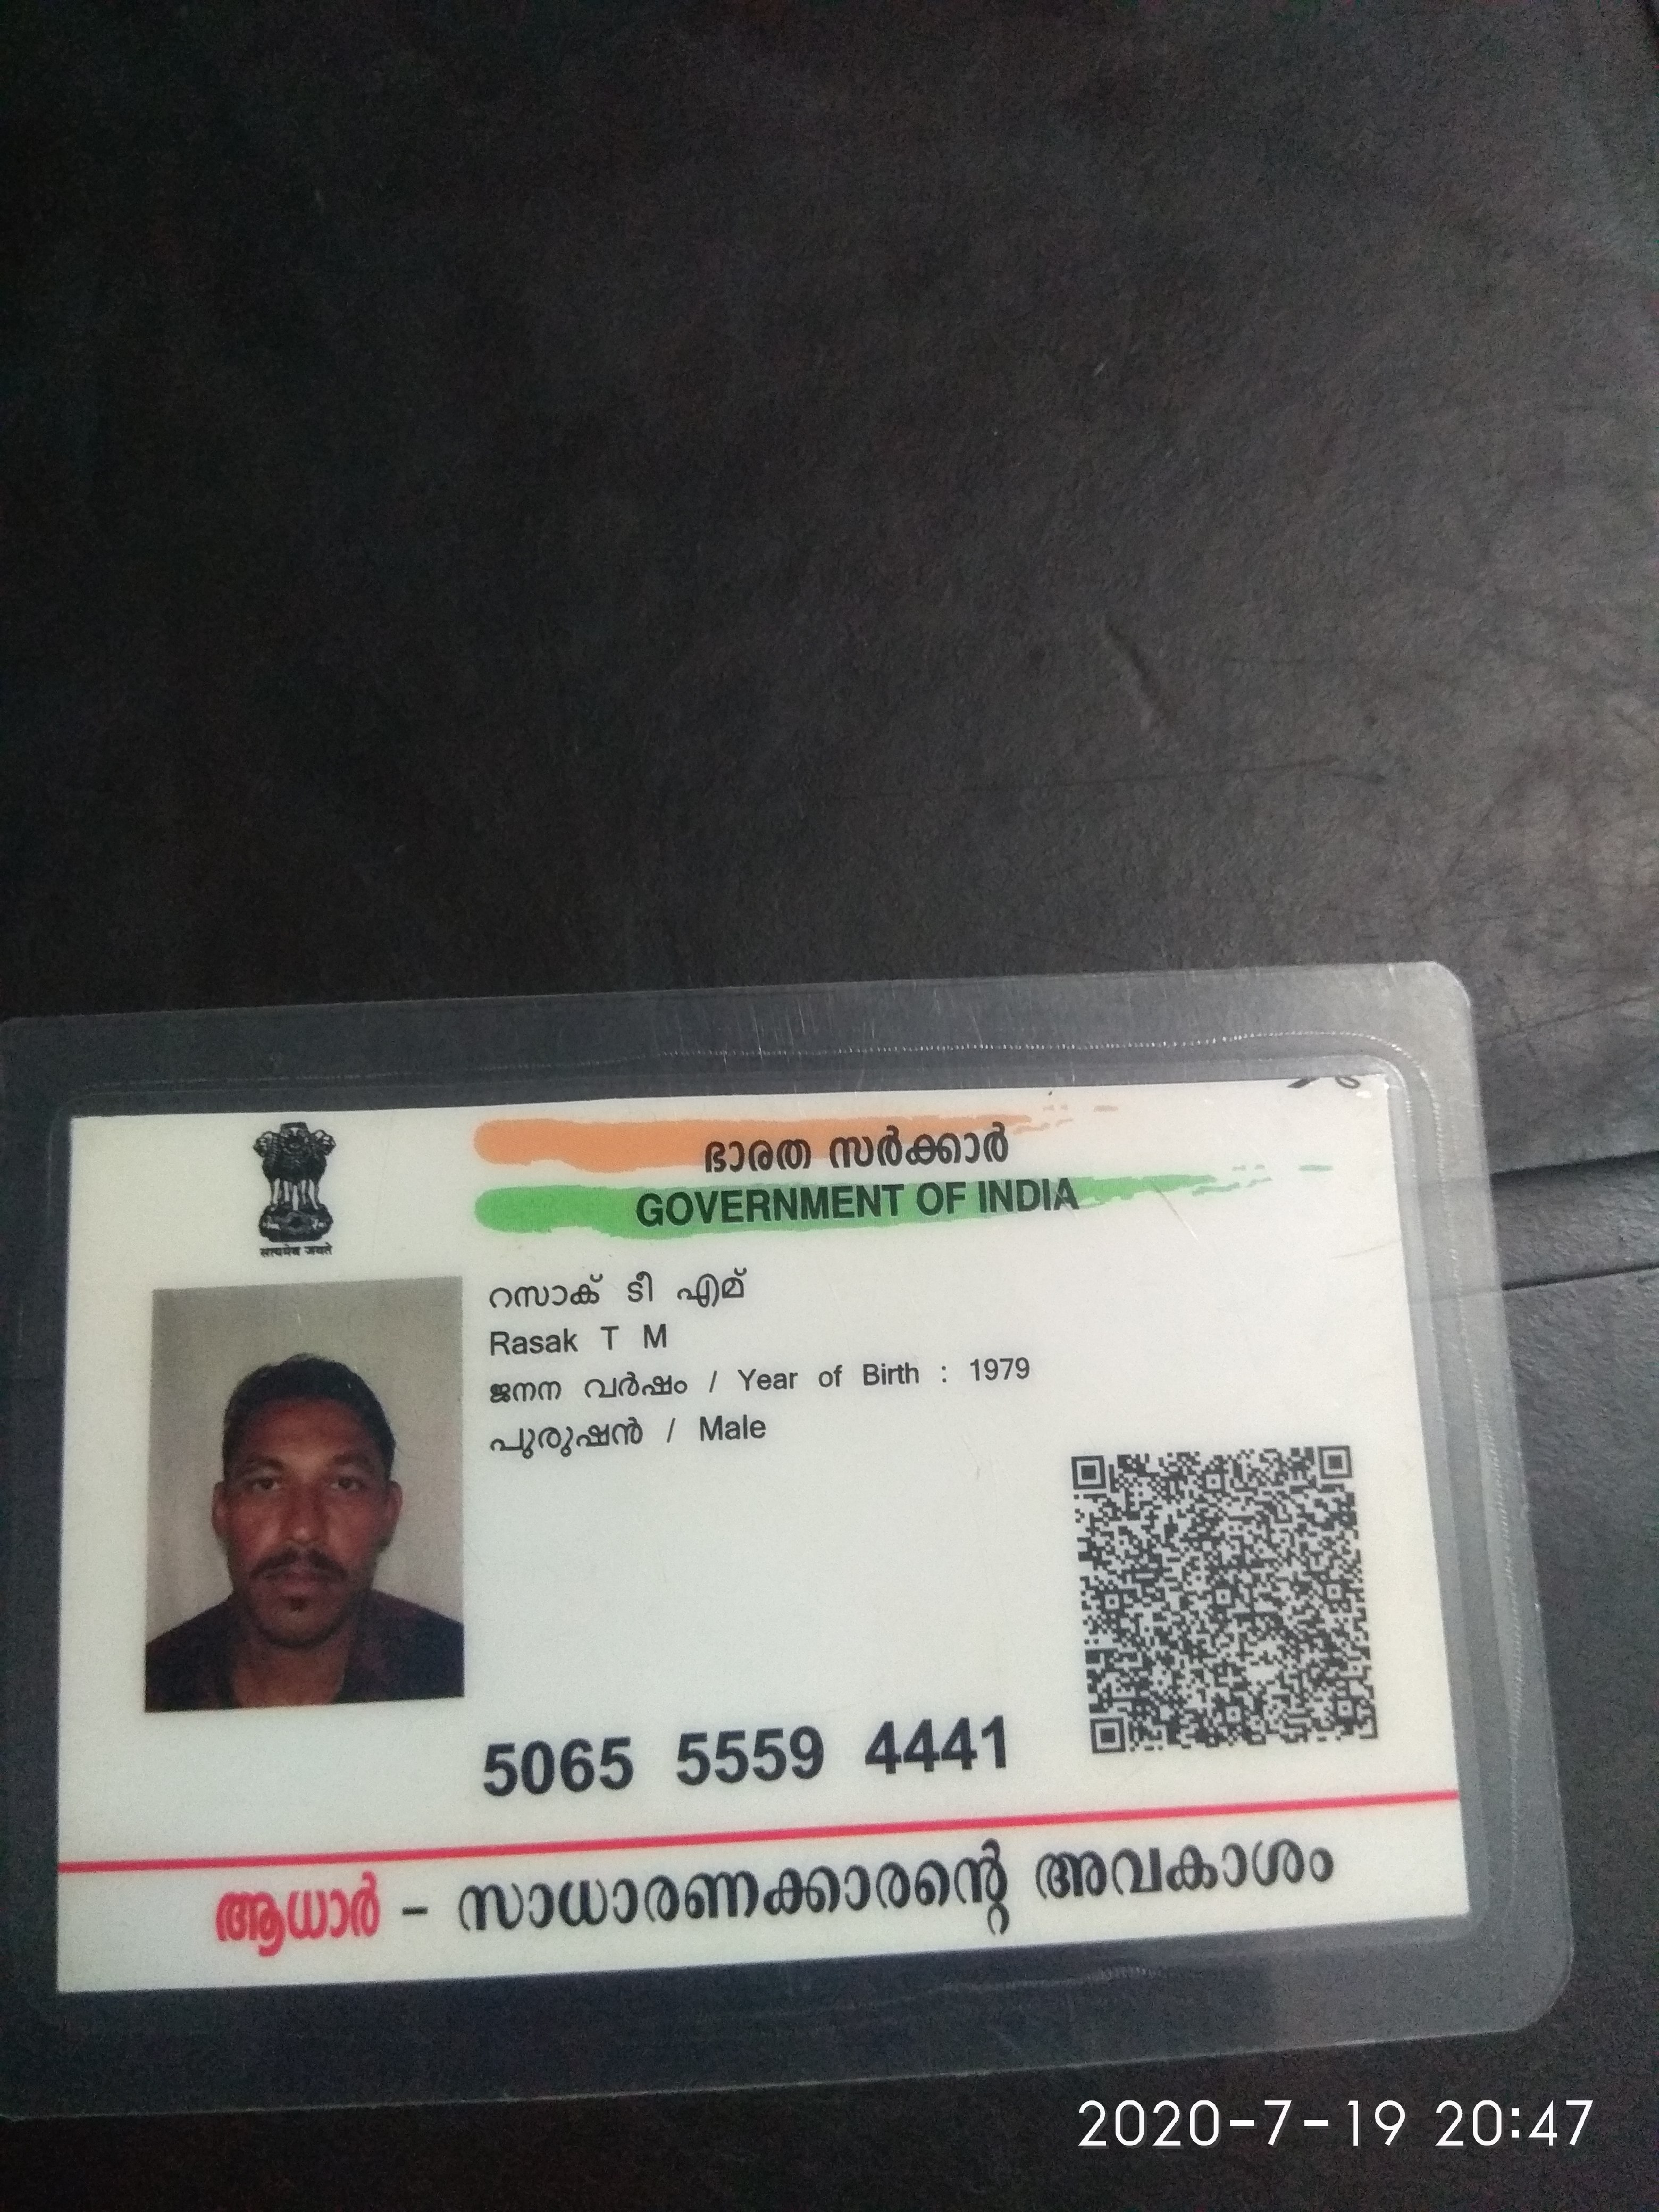 ഭാരത സർക്കാർ
GOVERNMENT OF INDIA
सत्यमेव जयते
റസാക് ടീ എമ്
Rasak T M
ജനന വർഷം / Year of Birth : 1979
പുരുഷൻ / Male
5065 5559 4441
ആധാർ - സാധാരണക്കാരന്റെ അവകാശം
2020-7-19 20:47